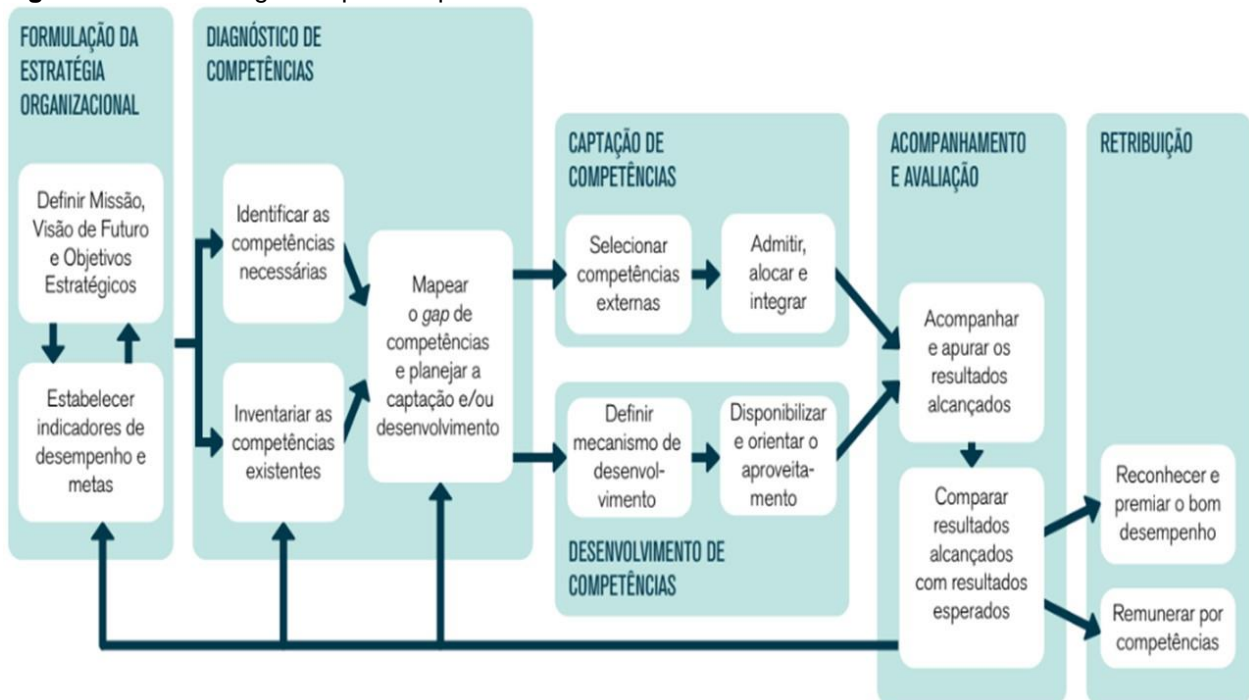 FORMULAÇÃO DA
ESTRATÉGIA
ORGANIZACIONAL
Definir Missão,
Visão de Futuro
e Objetivos
Estratégicos
Estabelecer
indicadores de
desempenho e
metas
DIAGNÓSTICO DE
COMPETÊNCIAS
Identificar as
competências
necessárias
Inventariar as
competências
existentes
Mapear
o gap de
competências
e planejar a
captação e/ou
desenvolvimento
CAPTAÇÃO DE
COMPETÊNCIAS
Selecionar
competências
externas
Admitir,
alocar e
integrar
Definir
mecanismo de
desenvol-
vimento
Disponibilizar
e orientar o
aproveita-
mento
DESENVOLVIMENTO DE
COMPETÊNCIAS
ACOMPANHAMENTO
E AVALIAÇÃO
Acompanhar
e apurar os
resultados
alcançados
Comparar
resultados
alcançados
com resultados
esperados
RETRIBUIÇÃO
Reconhecer e
premiar o bom
desempenho
Remunerar por
competências